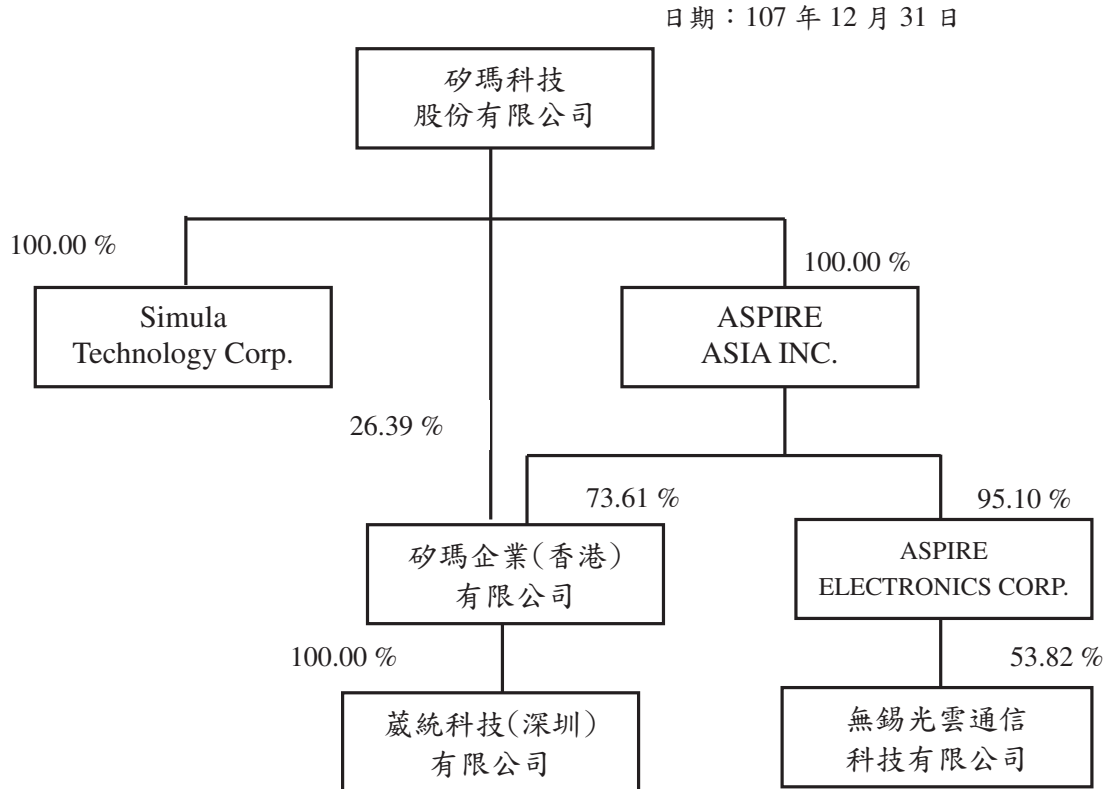 日期：107 年 12 月 31 日
矽瑪科技
股份有限公司
100.00 %
100.00 %
Simula
Technology Corp.
ASPIRE
ASIA INC.
26.39 %
73.61 %
95.10 %
矽瑪企業(香港)
有限公司
ASPIRE
ELECTRONICS CORP.
100.00 %
53.82 %
葳統科技(深圳)
有限公司
無錫光雲通信
科技有限公司